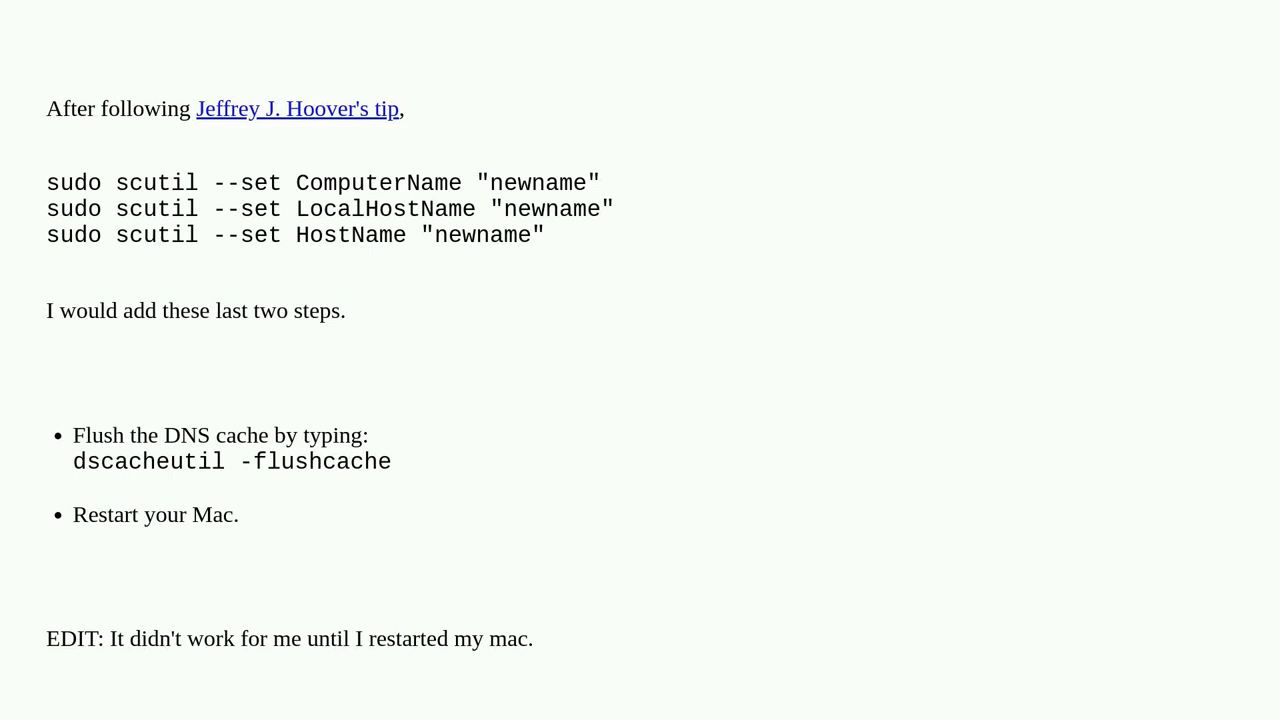 After following Jeffrey J. Hoover's tip,
sudo scutil --set ComputerName "newname"
sudo scutil --set LocalHostName "newname"
sudo scutil --set HostName "newname"
I would add these last two steps.
• Flush the DNS cache by typing:
dscacheutil -flushcache
• Restart your Mac.
EDIT: It didn't work for me until I restarted my mac.